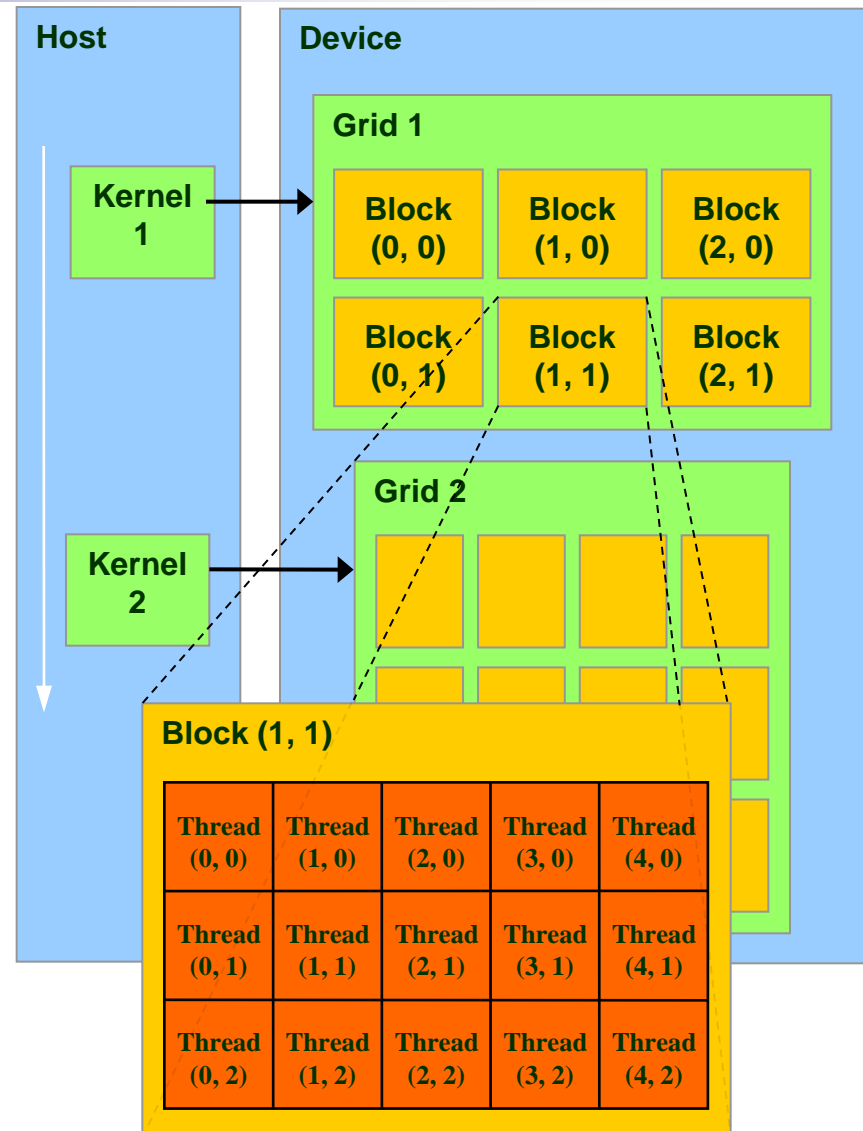 Host
Device
Grid 1
Kernel
1
Block
(0, 0)
Block
(1, 0)
Block
(2, 0)
Block
(0, 1)
Block
(1, 1)
Block
(2, 1)
Grid 2
Kernel
2
Block (1, 1)
Thread
(0, 0)
Thread
(1, 0)
Thread
(2, 0)
Thread
(3, 0)
Thread
(4, 0)
Thread
(0, 1)
Thread
(1, 1)
Thread
(2, 1)
Thread
(3, 1)
Thread
(4, 1)
Thread
(0, 2)
Thread
(1, 2)
Thread
(2, 2)
Thread
(3, 2)
Thread
(4, 2)